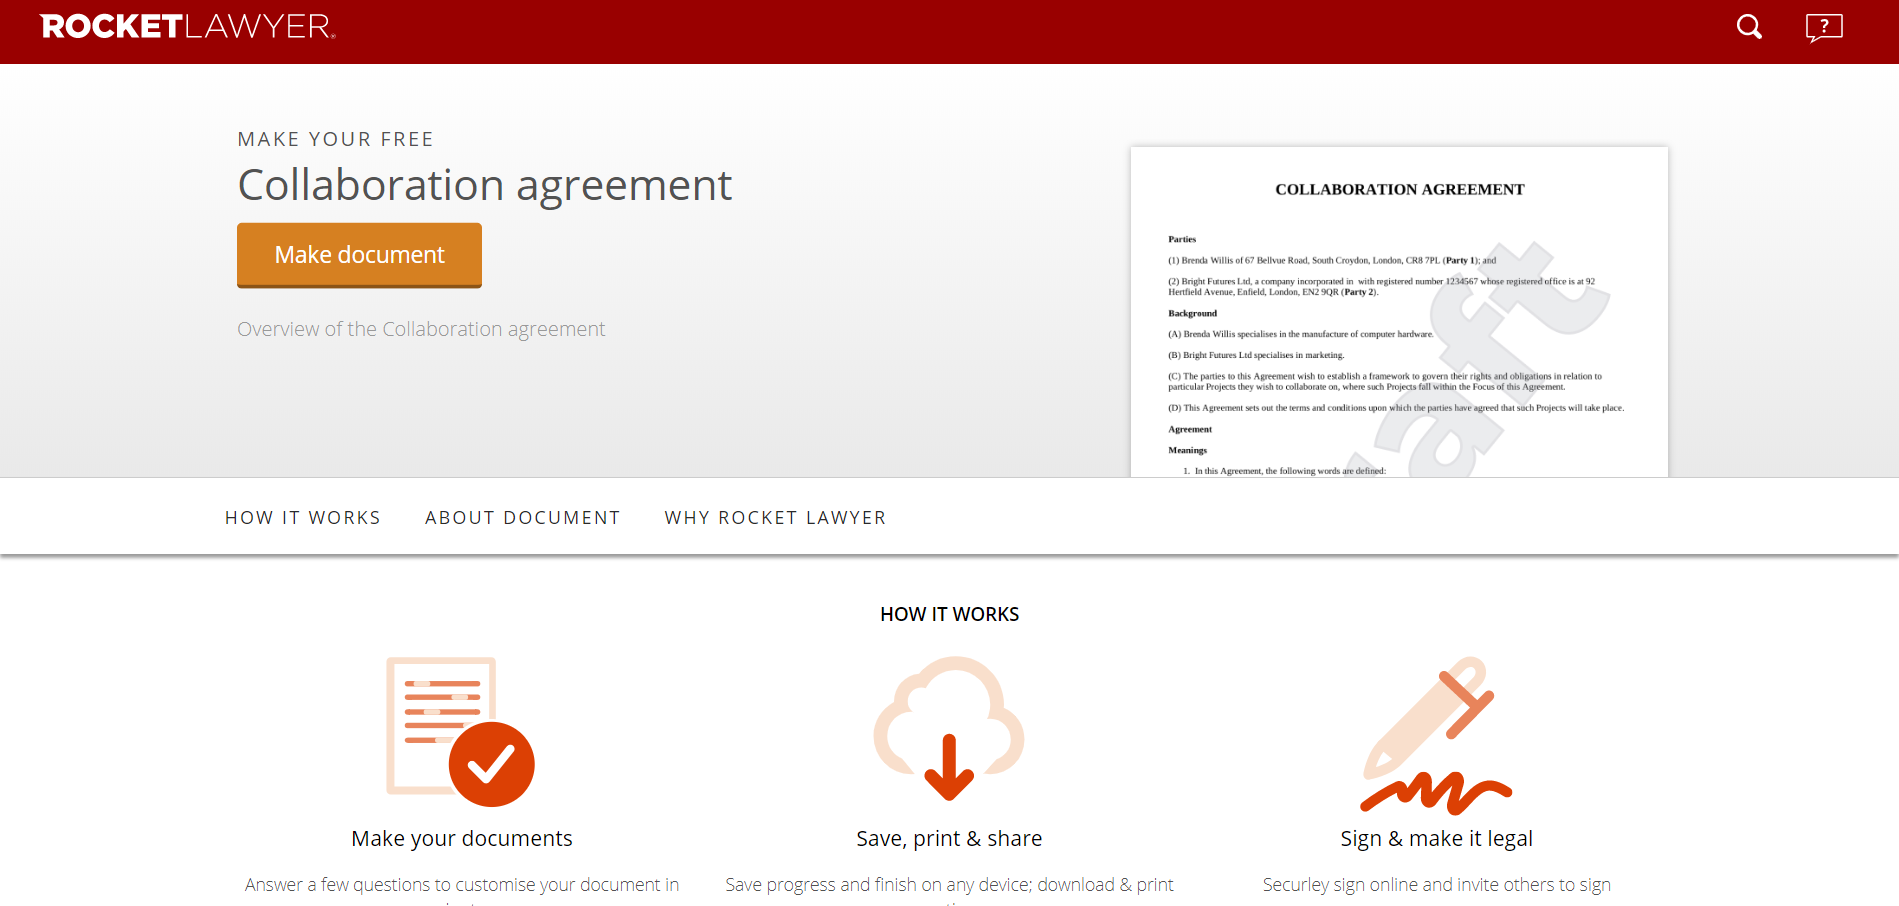 ROCKETLAWYER.
?
MAKE YOUR FREE
Collaboration agreement
Make document
Overview of the Collaboration agreement
COLLABORATION AGREEMENT
Parties
(1) Brenda Willis of 67 Bellvue Road, South Croydon, London, CR8 7PL (Party 1); and
(2) Bright Futures Ltd, a company incorporated in with registered number 1234567 whose registered office is at 92
Hertfield Avenue, Enfield, London, EN2 9QR (Party 2).
Background
(A) Brenda Willis specialises in the manufacture of computer hardware.
(B) Bright Futures Ltd specialises in marketing.
(C) The parties to this Agreement wish to establish a framework to govern their rights and obligations in relation to
particular Projects they wish to collaborate on, where such Projects fall within the Focus of this Agreement.
(D) This Agreement sets out the terms and conditions upon which the parties have agreed that such Projects will take place.
Agreement
Meanings
1. In this Agreement, the following words are defined:
HOW IT WORKS
ABOUT DOCUMENT
WHY ROCKET LAWYER
HOW IT WORKS
Make your documents
Save, print & share
Sign & make it legal
Answer a few questions to customise your document in
Save progress and finish on any device; download & print
Securley sign online and invite others to sign